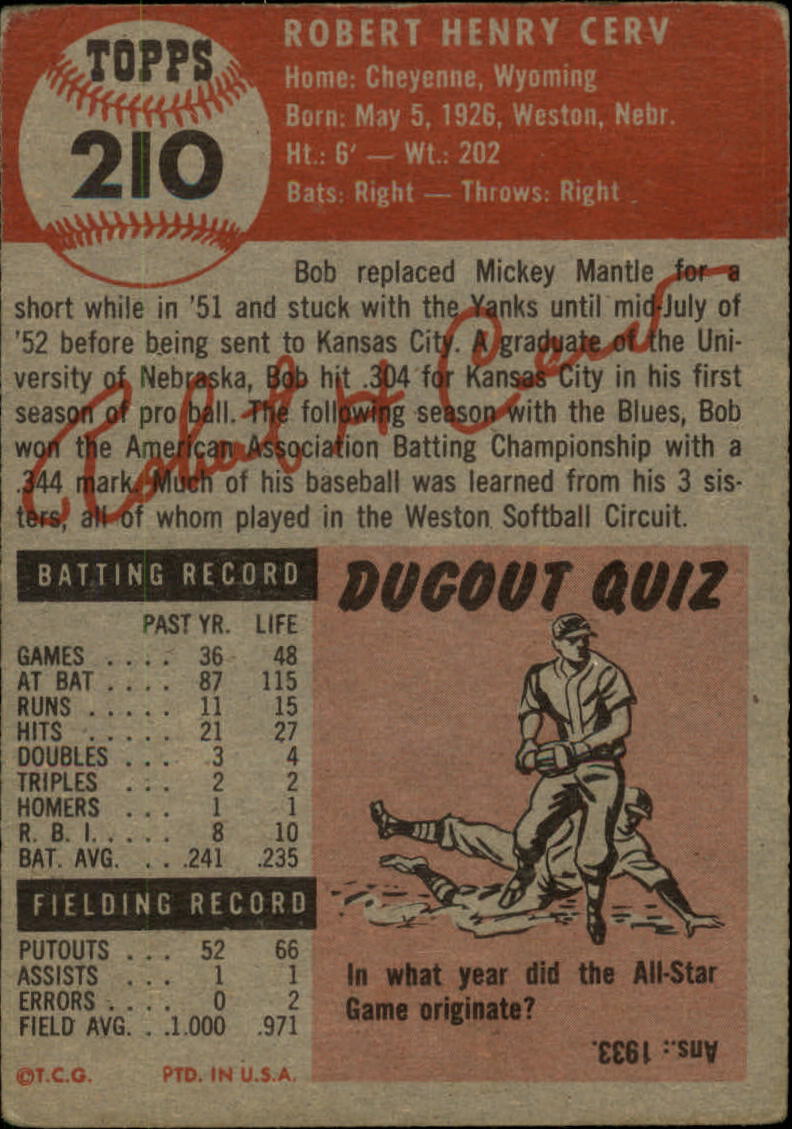 TOPPS
210
ROBERT HENRY CERV
Home: Cheyenne, Wyoming
Born: May 5, 1926, Weston, Nebr.
Ht.: 6' — Wt.: 202
Bats: Right — Throws: Right
Bob replaced Mickey Mantle for a
short while in '51 and stuck with the Yanks until mid-July of
'52 before being sent to Kansas City. A graduate of the Uni-
versity of Nebraska, Bob hit .304 for Kansas City in his first
season of pro ball. The following season with the Blues, Bob
won the American Association Batting Championship with a
.344 mark. Much of his baseball was learned from his 3 sis-
ters, all of whom played in the Weston Softball Circuit.
Robert H Cerv
BATTING RECORD
PAST YR. LIFE
GAMES .... 36 48
AT BAT .... 87 115
RUNS ..... 11 15
HITS ..... 21 27
DOUBLES ... 3 4
TRIPLES ... 2 2
HOMERS ... 1 1
R. B. I. .... 8 10
BAT. AVG. .. .241 .235
FIELDING RECORD
PUTOUTS ... 52 66
ASSISTS ... 1 1
ERRORS .... 0 2
FIELD AVG. . .1.000 .971
©T.C.G. PTD. IN U.S.A.
DUGOUT QUIZ
In what year did the All-Star
Game originate?
Ans.: 1933.